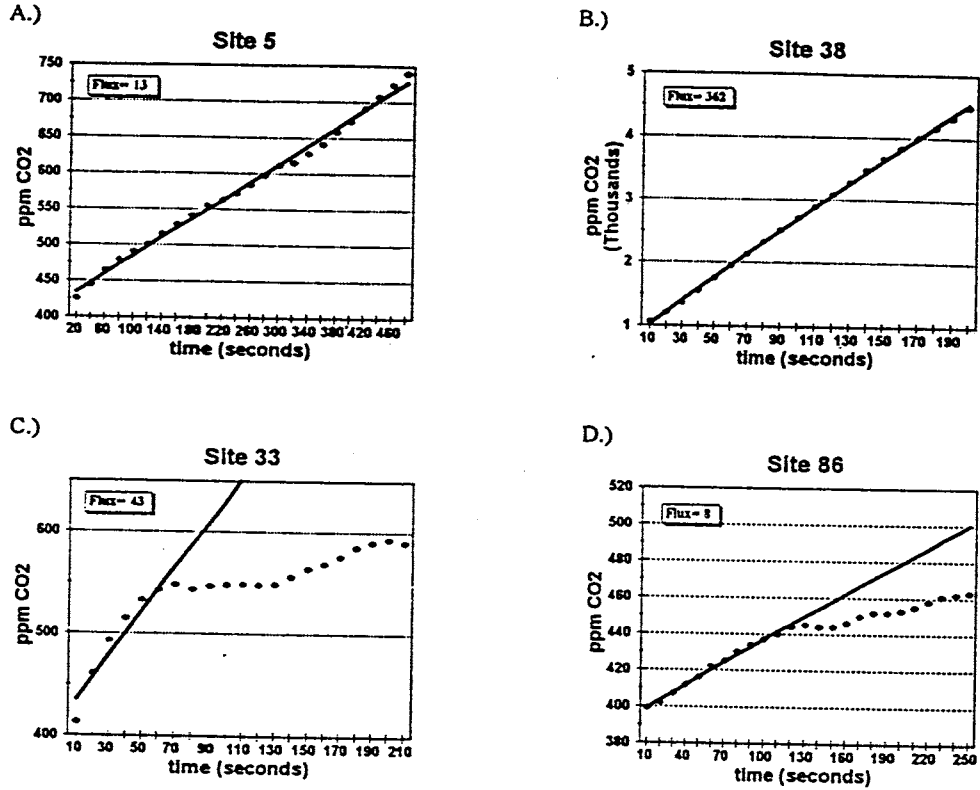 A.)
Site 5
Flux= 13
750
700
650
600
550
500
450
400
ppm CO2
20 60 100 140 180 220 260 300 340 380 420 460
time (seconds)
B.)
Site 38
Flux= 362
5
4
3
2
1
ppm CO2
(Thousands)
10 30 50 70 90 110 130 150 170 190
time (seconds)
C.)
Site 33
Flux= 43
600
500
400
ppm CO2
10 30 50 70 90 110 130 150 170 190 210
time (seconds)
D.)
Site 86
Flux= 8
520
500
480
460
440
420
400
380
ppm CO2
10 40 70 100 130 160 190 220 250
time (seconds)